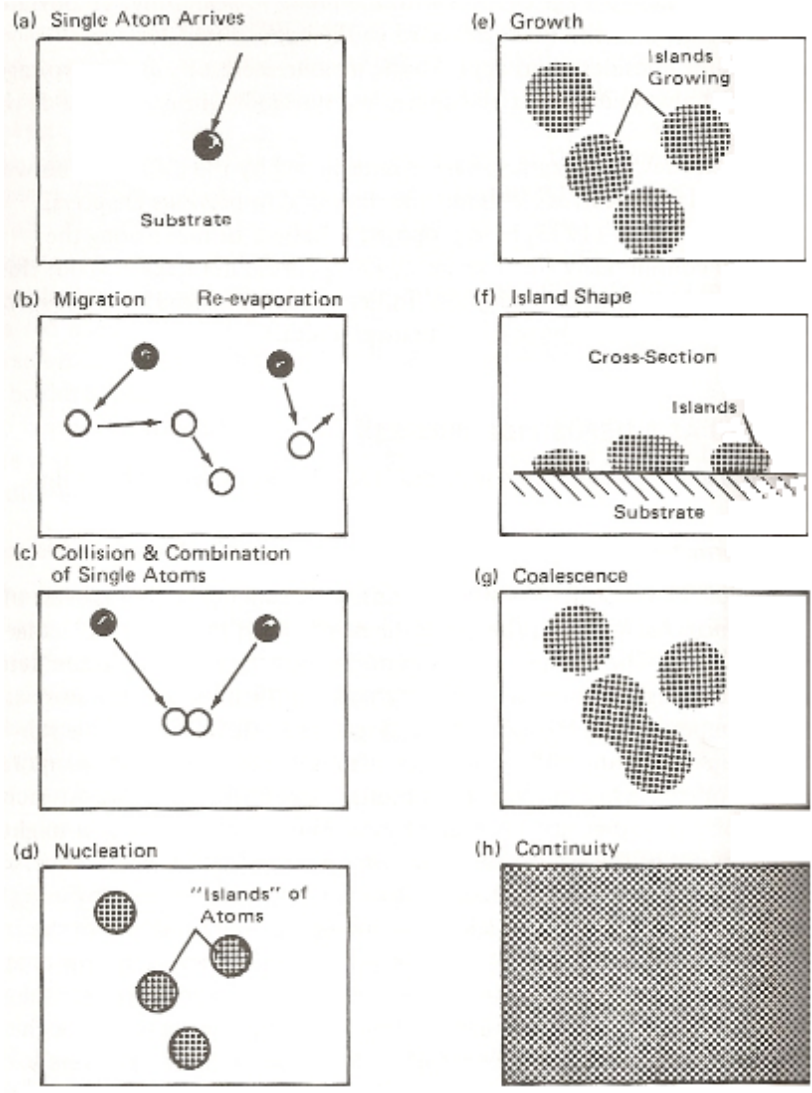 (a) Single Atom Arrives
Substrate
(b) Migration Re-evaporation
(c) Collision & Combination
of Single Atoms
(d) Nucleation
"Islands" of
Atoms
(e) Growth
Islands
Growing
(f) Island Shape
Cross-Section
Islands
Substrate
(g) Coalescence
(h) Continuity